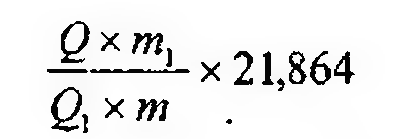 Q × m₁
Q₁ × m
× 21,864